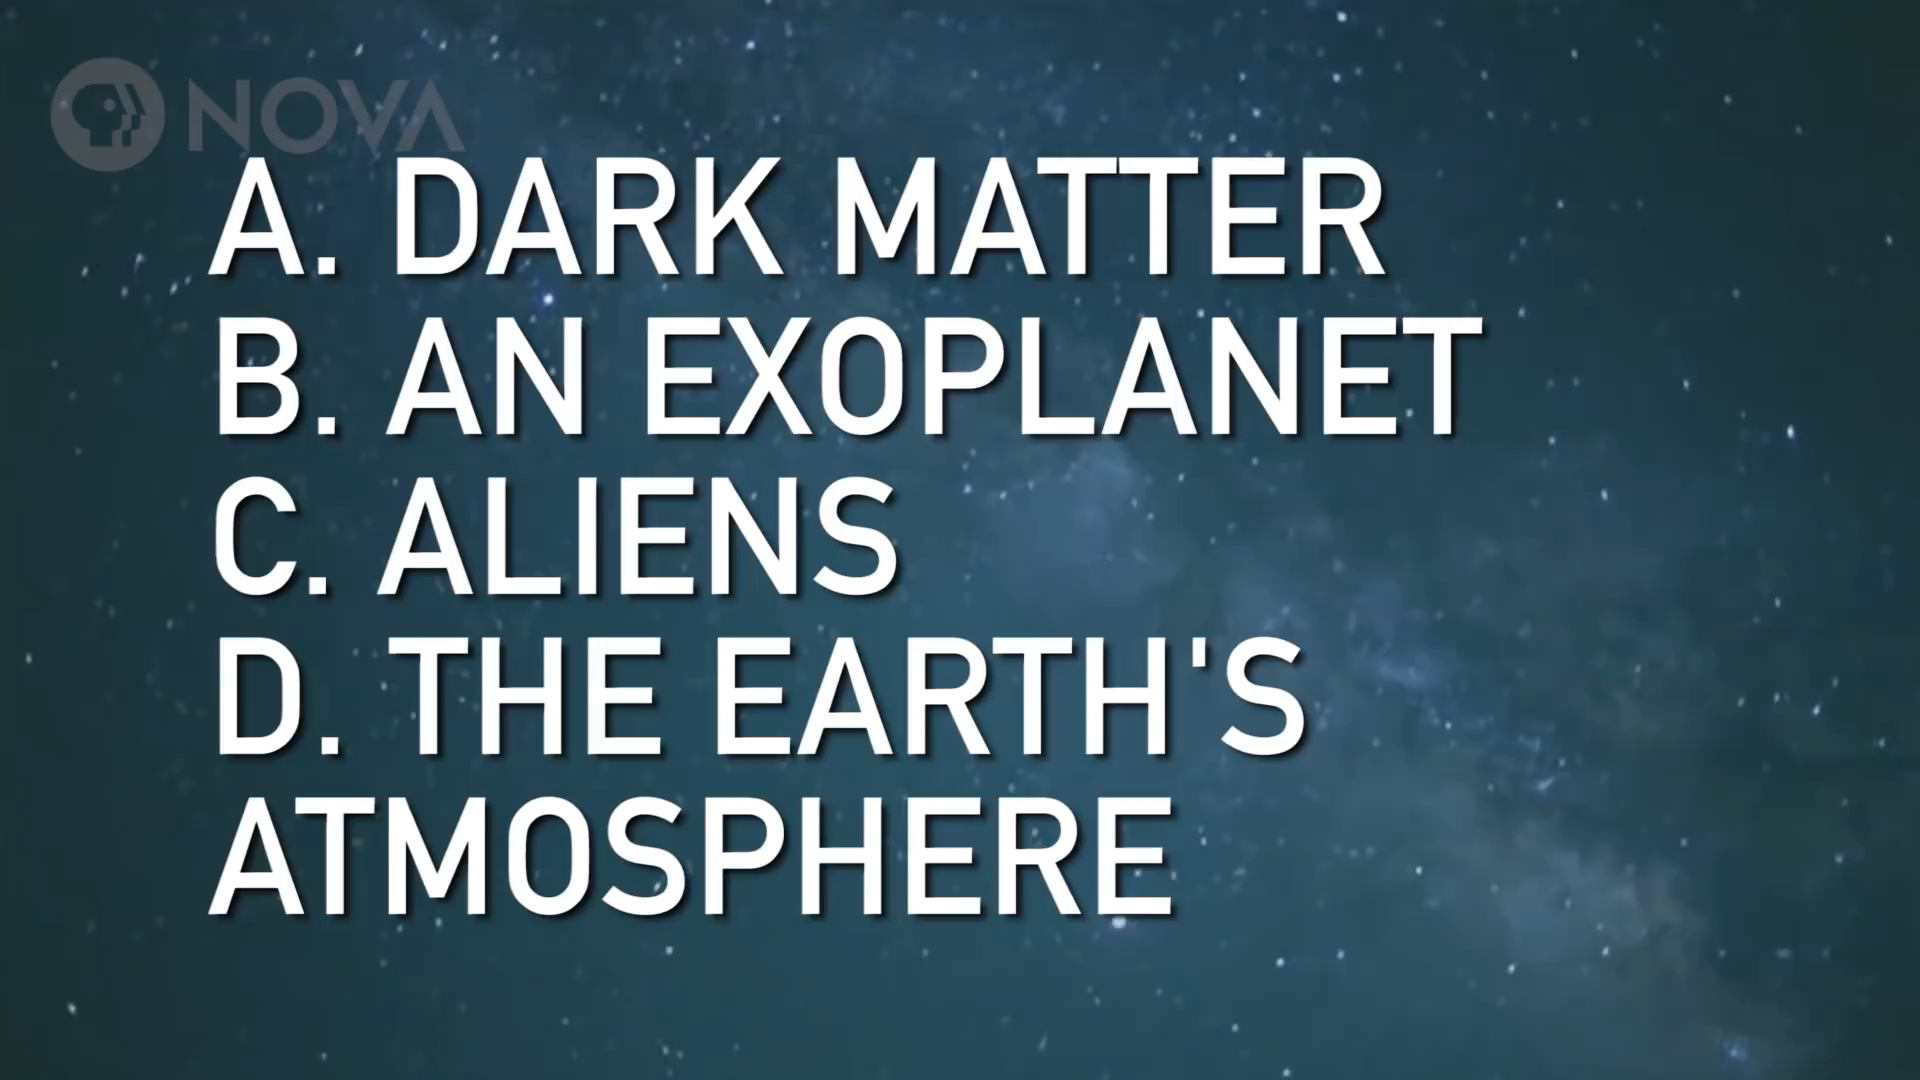 NOVA
A. DARK MATTER
B. AN EXOPLANET
C. ALIENS
D. THE EARTH'S
ATMOSPHERE